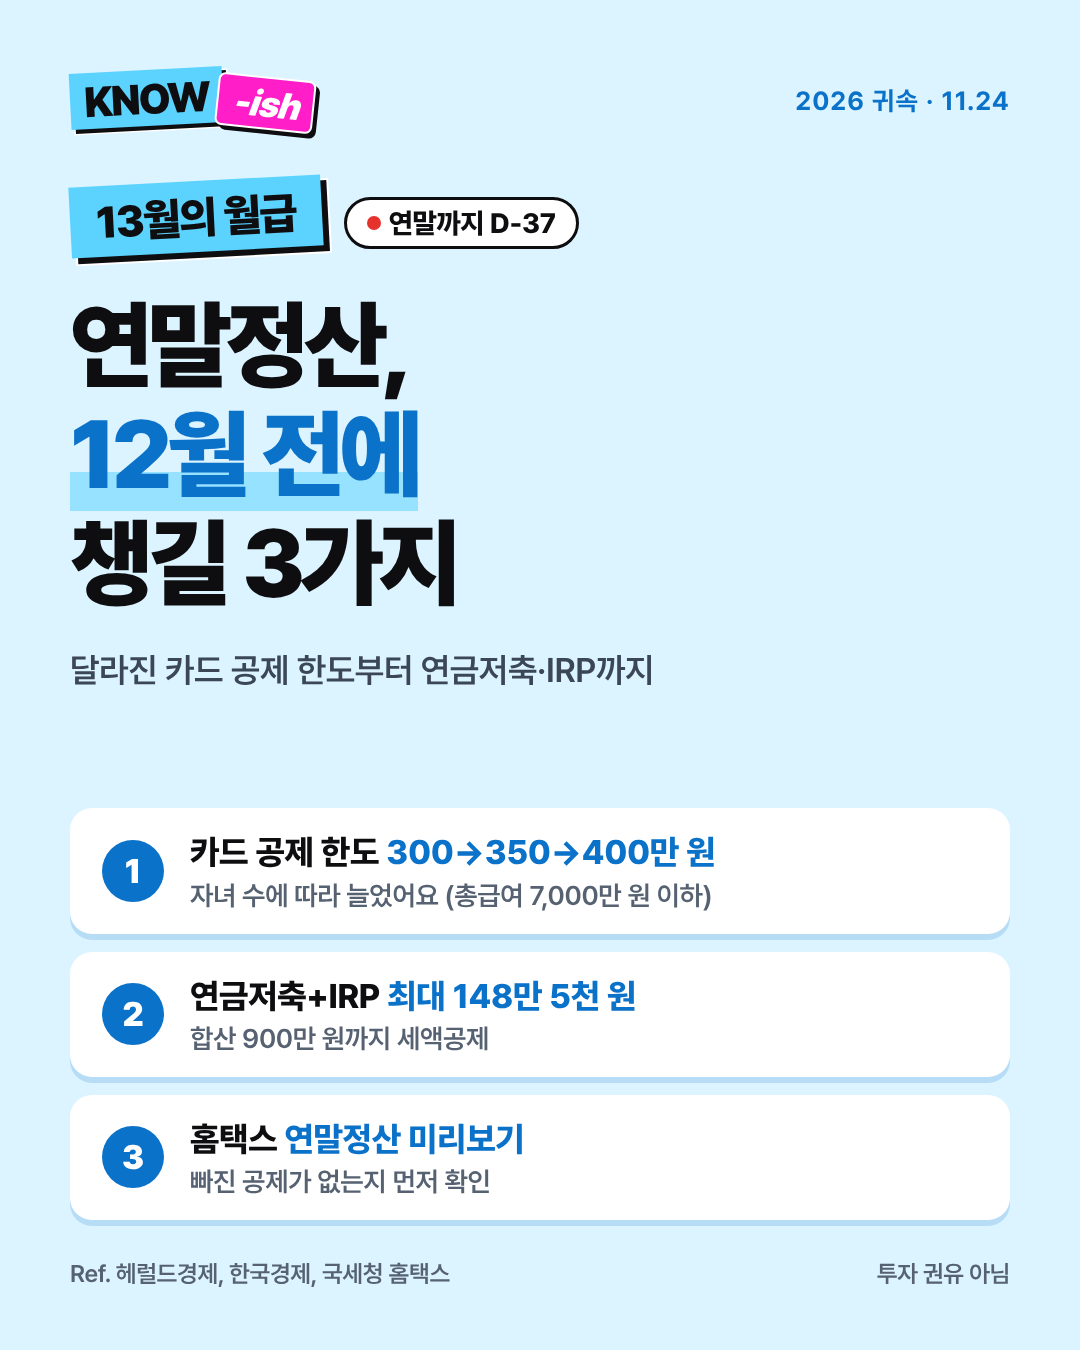 KNOW -ish
2026 귀속 · 11.24
13월의 월급
연말까지 D-37
연말정산,
12월 전에
챙길 3가지
달라진 카드 공제 한도부터 연금저축·IRP까지
1
카드 공제 한도 300→350→400만 원
자녀 수에 따라 늘었어요 (총급여 7,000만 원 이하)
2
연금저축+IRP 최대 148만 5천 원
합산 900만 원까지 세액공제
3
홈택스 연말정산 미리보기
빠진 공제가 없는지 먼저 확인
Ref. 헤럴드경제, 한국경제, 국세청 홈택스
투자 권유 아님